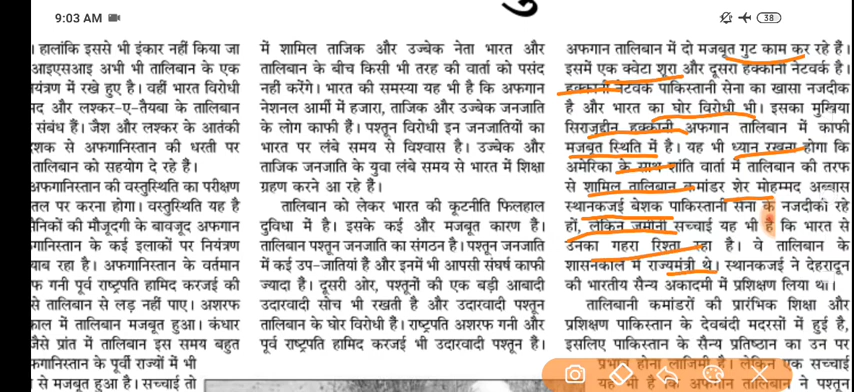 9:03 AM
38
। हालांकि इससे भी इंकार नहीं किया जा
आइएसआइ अभी भी तालिबान के एक
यंत्रण में रखे हुए है। वहीं भारत विरोधी
मद और लश्कर-ए-तैयबा के तालिबान
संबंध हैं। जैश और लश्कर के आतंकी
दशक से अफगानिस्तान की धरती पर
तालिबान को सहयोग दे रहे हैं।
अफगानिस्तान की वस्तुस्थिति का परीक्षण
तल पर करना होगा। वस्तुस्थिति यह है
सैनिकों की मौजूदगी के बावजूद अफगान
गानिस्तान के कई इलाकों पर नियंत्रण
याब रहा है। अफगानिस्तान के वर्तमान
फ गनी पूर्व राष्ट्रपति हामिद करजई की
से तालिबान से लड़ नहीं पाए। अशरफ
काल में तालिबान मजबूत हुआ। कंधार
जैसे प्रांत में तालिबान इस समय बहुत
फगानिस्तान के पूर्वी राज्यों में भी
से मजबूत हुआ है। सच्चाई तो
में शामिल ताजिक और उज्बेक नेता भारत और
तालिबान के बीच किसी भी तरह की वार्ता को पसंद
नहीं करेंगे। भारत की समस्या यह भी है कि अफगान
नेशनल आर्मी में हजारा, ताजिक और उज्बेक जनजाति
के लोग काफी हैं। पश्तून विरोधी इन जनजातियों का
भारत पर लंबे समय से विश्वास है। उज्बेक और
ताजिक जनजाति के युवा लंबे समय से भारत में शिक्षा
ग्रहण करने आ रहे हैं।
तालिबान को लेकर भारत की कूटनीति फिलहाल
दुविधा में है। इसके कई और मजबूत कारण हैं।
तालिबान पश्तून जनजाति का संगठन है। पश्तून जनजाति
में कई उप-जातियां हैं और इनमें भी आपसी संघर्ष काफी
ज्यादा है। दूसरी ओर, पश्तूनों की एक बड़ी आबादी
उदारवादी सोच भी रखती है और उदारवादी पश्तून
तालिबान के घोर विरोधी है। राष्ट्रपति अशरफ गनी और
पूर्व राष्ट्रपति हामिद करजई भी उदारवादी पश्तून हैं।
अफगान तालिबान में दो मजबूत गुट काम कर रहे हैं।
इसमें एक क्वेटा शूरा और दूसरा हक्कानी नेटवर्क है।
हक्कानी नेटवर्क पाकिस्तानी सेना का खासा नजदीक
है और भारत का घोर विरोधी भी। इसका मुखिया
सिराजुद्दीन हक्कानी अफगान तालिबान में काफी
मजबूत स्थिति में है। यह भी ध्यान रखना होगा कि
अमेरिका के साथ शांति वार्ता में तालिबान की तरफ
से शामिल तालिबान कमांडर शेर मोहम्मद अब्बास
स्थानकजई बेशक पाकिस्तानी सेना के नजदीकी रहे
हों, लेकिन जमीनी सच्चाई यह भी है कि भारत से
उनका गहरा रिश्ता रहा है। वे तालिबान के
शासनकाल में राज्यमंत्री थे। स्थानकजई ने देहरादून
की भारतीय सैन्य अकादमी में प्रशिक्षण लिया था।
तालिबानी कमांडरों की प्रारंभिक शिक्षा और
प्रशिक्षण पाकिस्तान के देवबंदी मदरसों में हुई है,
इसलिए पाकिस्तान के सैन्य प्रतिष्ठान का उन पर
प्रभाव होना लाजिमी है। लेकिन एक सच्चाई
यह भी है कि अफगान तालिबान ने पश्तून